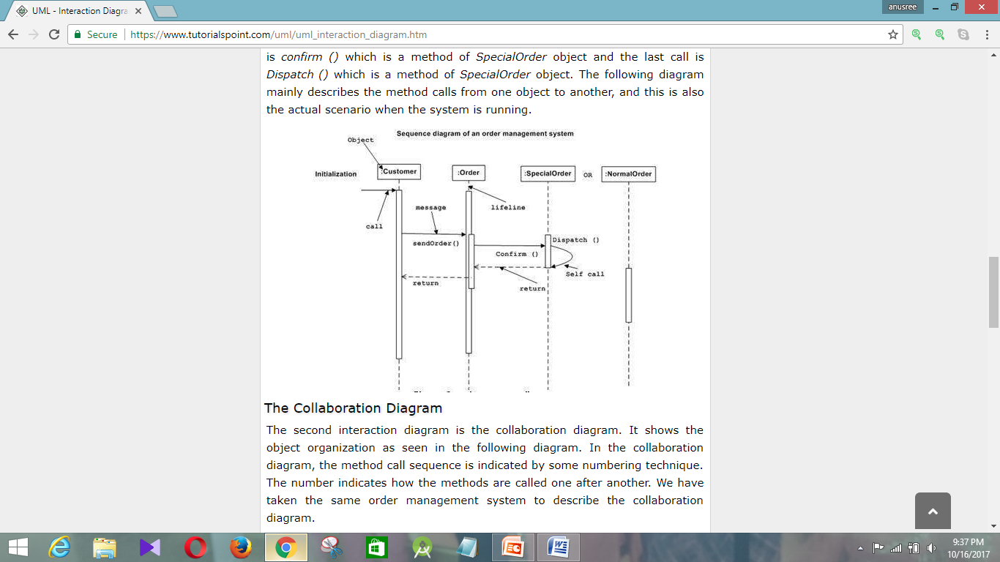 UML - Interaction Diagra
anusree
Secure
https://www.tutorialspoint.com/uml/uml_interaction_diagram.htm
is confirm () which is a method of SpecialOrder object and the last call is
Dispatch () which is a method of SpecialOrder object. The following diagram
mainly describes the method calls from one object to another, and this is also
the actual scenario when the system is running.
Sequence diagram of an order management system
Object
Initialization
:Customer
:Order
:SpecialOrder
OR
:NormalOrder
message
lifeline
call
sendOrder()
Dispatch ()
Confirm ()
Self call
return
return
The Collaboration Diagram
The second interaction diagram is the collaboration diagram. It shows the
object organization as seen in the following diagram. In the collaboration
diagram, the method call sequence is indicated by some numbering technique.
The number indicates how the methods are called one after another. We have
taken the same order management system to describe the collaboration
diagram.
9:37 PM
10/16/2017